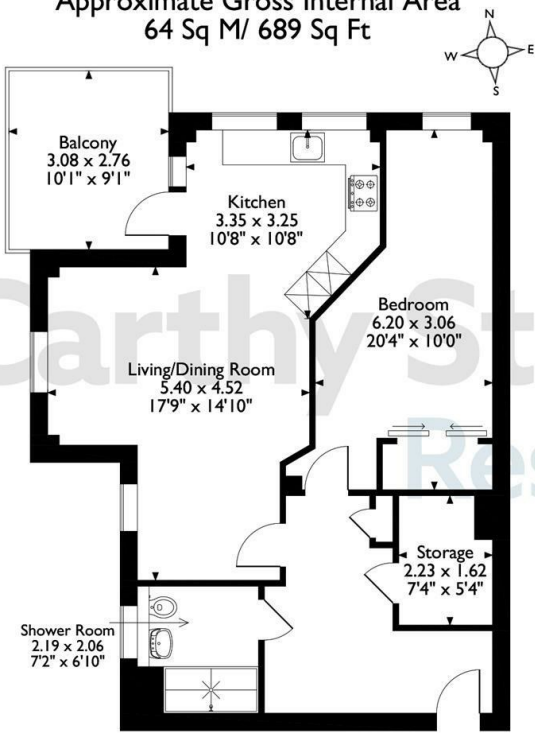 Approximate Gross Internal Area
64 Sq M/ 689 Sq Ft
N
W
E
S
Balcony
3.08 x 2.76
10'1" x 9'1"
Kitchen
3.35 x 3.25
10'8" x 10'8"
Bedroom
6.20 x 3.06
20'4" x 10'0"
Living/Dining Room
5.40 x 4.52
17'9" x 14'10"
Storage
2.23 x 1.62
7'4" x 5'4"
Shower Room
2.19 x 2.06
7'2" x 6'10"
Carthy St
Res